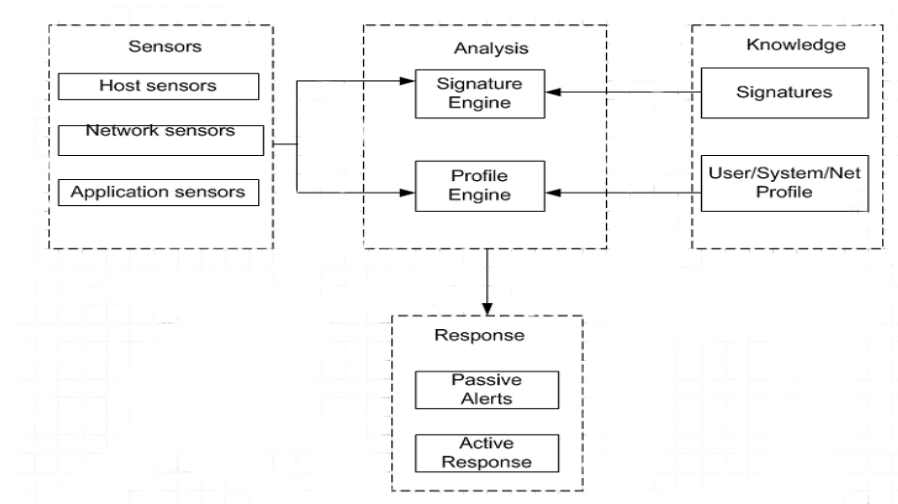 Sensors
Host sensors
Network sensors
Application sensors
Analysis
Signature
Engine
Profile
Engine
Knowledge
Signatures
User/System/Net
Profile
Response
Passive
Alerts
Active
Response